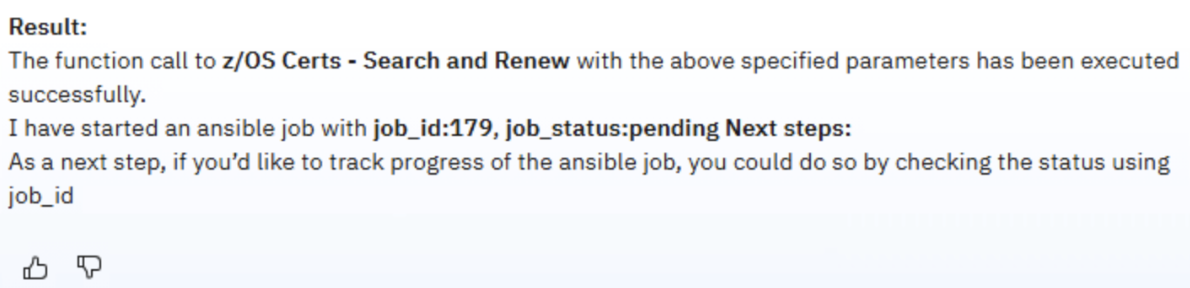 Result:
The function call to z/OS Certs - Search and Renew with the above specified parameters has been executed
successfully.
I have started an ansible job with job_id:179, job_status:pending Next steps:
As a next step, if you’d like to track progress of the ansible job, you could do so by checking the status using
job_id